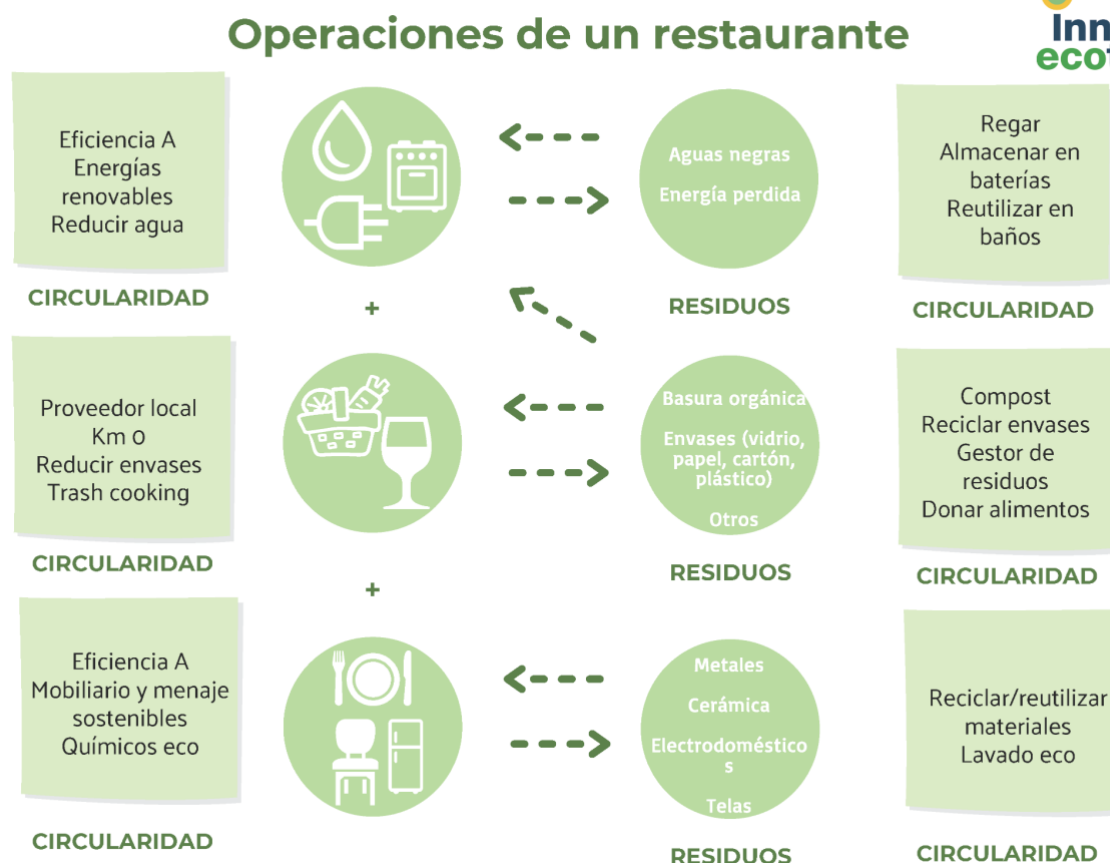 Operaciones de un restaurante
Eficiencia A
Energías
renovables
Reducir agua
CIRCULARIDAD
+
Aguas negras
Energía perdida
RESIDUOS
Regar
Almacenar en
baterías
Reutilizar en
baños
CIRCULARIDAD
Proveedor local
Km 0
Reducir envases
Trash cooking
CIRCULARIDAD
+
Basura orgánica
Envases (vidrio,
papel, cartón,
plástico)
Otros
RESIDUOS
Compost
Reciclar envases
Gestor de
residuos
Donar alimentos
CIRCULARIDAD
Eficiencia A
Mobiliario y menaje
sostenibles
Químicos eco
CIRCULARIDAD
Metales
Cerámica
Electrodoméstico
s
Telas
RESIDUOS
Reciclar/reutilizar
materiales
Lavado eco
CIRCULARIDAD